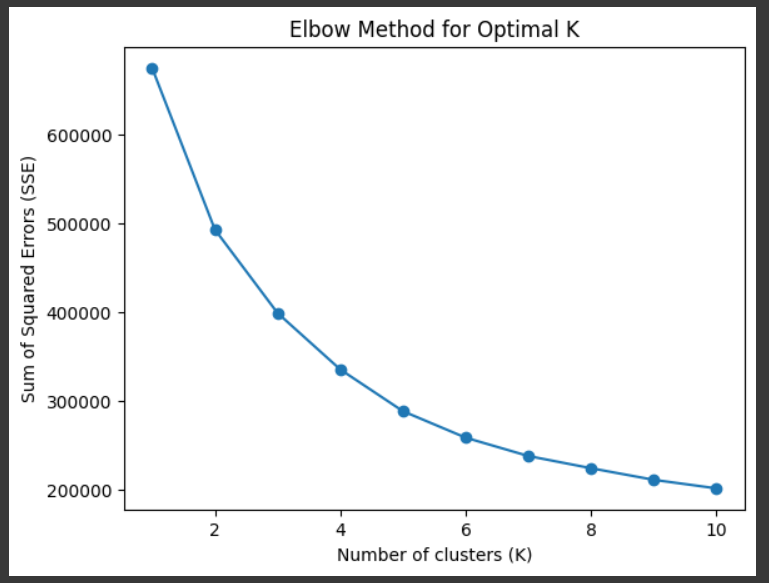 Elbow Method for Optimal K
Sum of Squared Errors (SSE)
600000
500000
400000
300000
200000
2 4 6 8 10
Number of clusters (K)